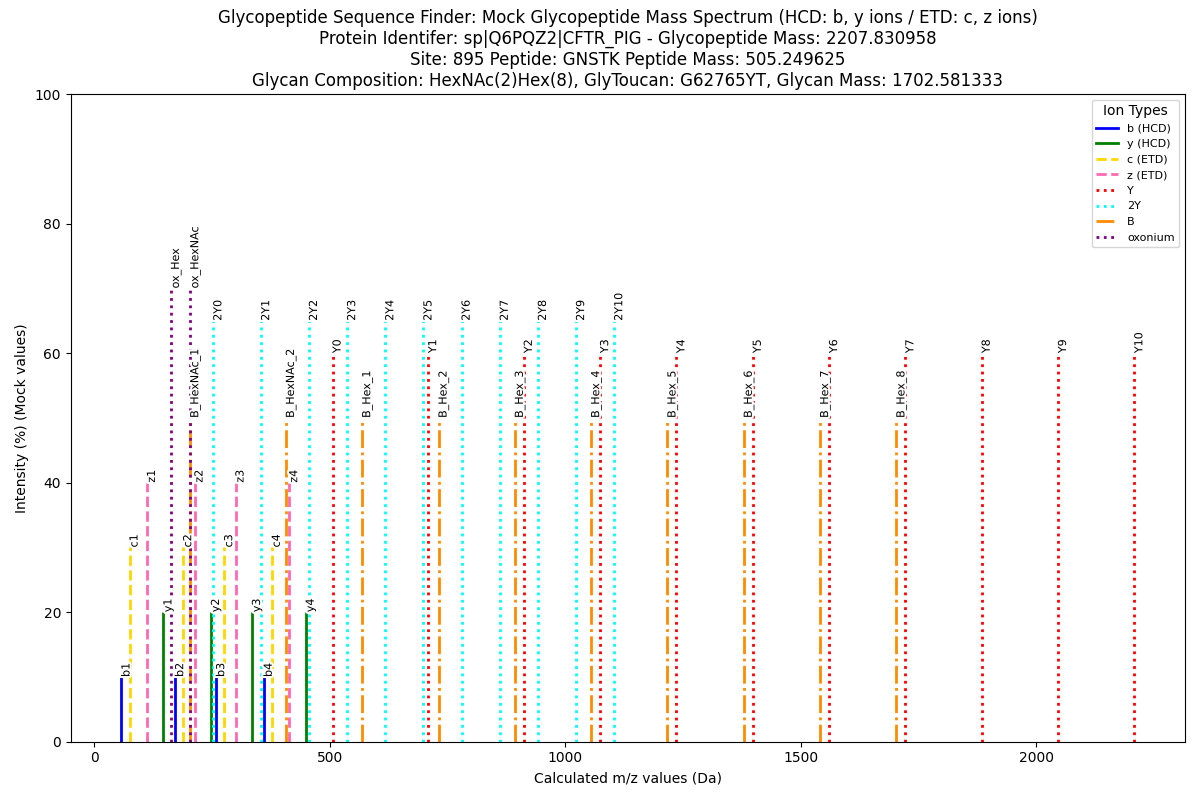 Glycopeptide Sequence Finder: Mock Glycopeptide Mass Spectrum (HCD: b, y ions / ETD: c, z ions)
Protein Identifer: sp|Q6PQZ2|CFTR_PIG - Glycopeptide Mass: 2207.830958
Site: 895 Peptide: GNSTK Peptide Mass: 505.249625
Glycan Composition: HexNAc(2)Hex(8), GlyToucan: G62765YT, Glycan Mass: 1702.581333
Intensity (%) (Mock values)
100
80
60
40
20
0
Ion Types
b (HCD)
y (HCD)
c (ETD)
z (ETD)
Y
2Y
B
oxonium
ox_Hex
ox_HexNAc
2Y0
2Y1
2Y2
2Y3
2Y4
2Y5
2Y6
2Y7
2Y8
2Y9
2Y10
Y0
Y1
Y2
Y3
Y4
Y5
Y6
Y7
Y8
Y9
Y10
B_HexNAc_1
B_HexNAc_2
B_Hex_1
B_Hex_2
B_Hex_3
B_Hex_4
B_Hex_5
B_Hex_6
B_Hex_7
B_Hex_8
z1
z2
z3
z4
c1
c2
c3
c4
y1
y2
y3
y4
b1
b2
b3
b4
0
500
1000
1500
2000
Calculated m/z values (Da)